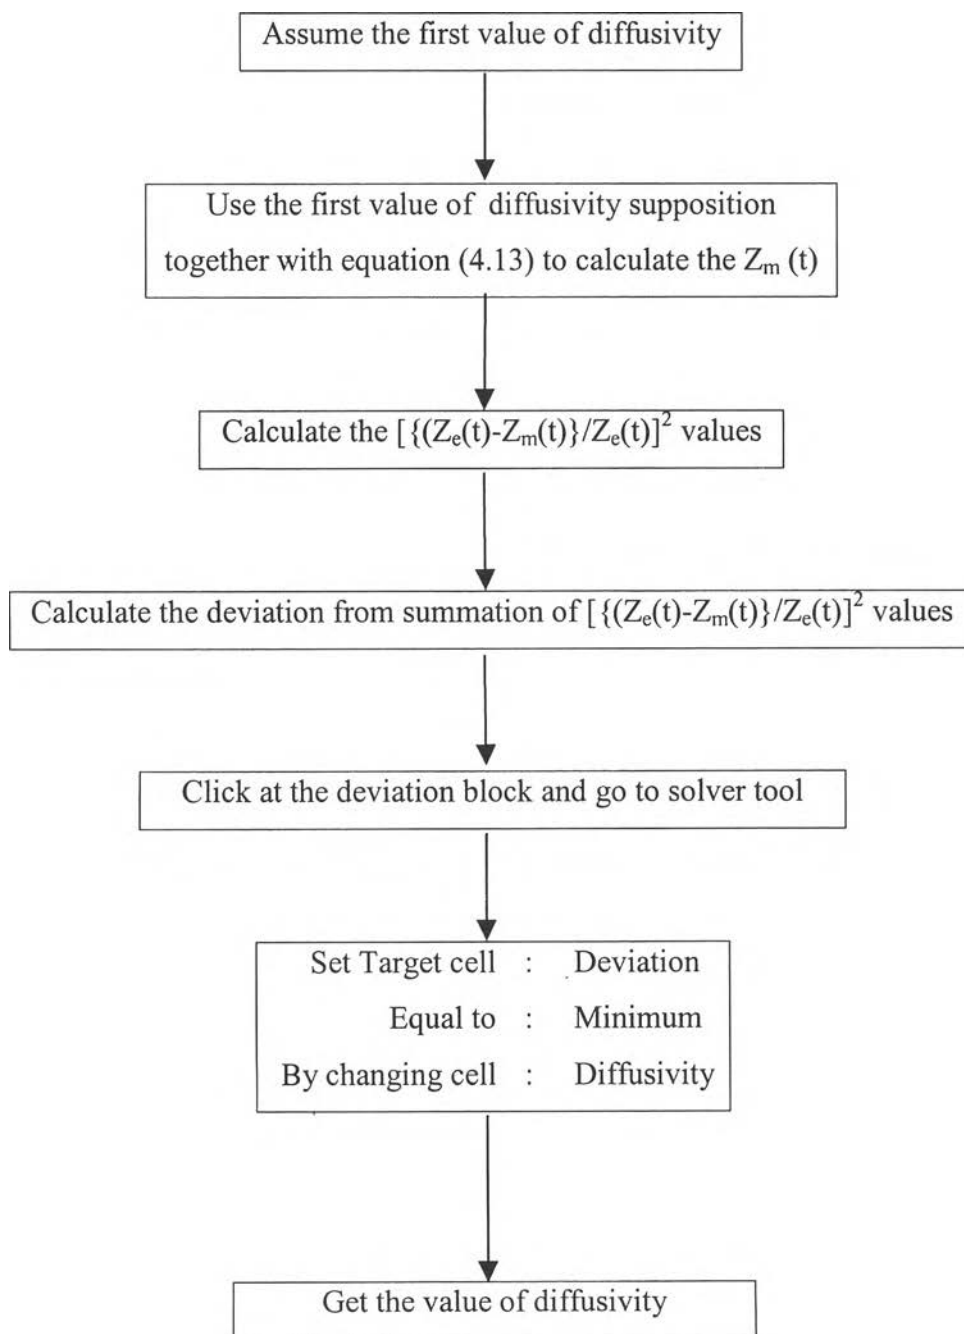 Assume the first value of diffusivity
Use the first value of diffusivity supposition
together with equation (4.13) to calculate the Zₘ (t)
Calculate the [{(Zₑ(t)-Zₘ(t)}/Zₑ(t)]² values
Calculate the deviation from summation of [{(Zₑ(t)-Zₘ(t)}/Zₑ(t)]² values
Click at the deviation block and go to solver tool
Set Target cell : Deviation
Equal to : Minimum
By changing cell : Diffusivity
Get the value of diffusivity